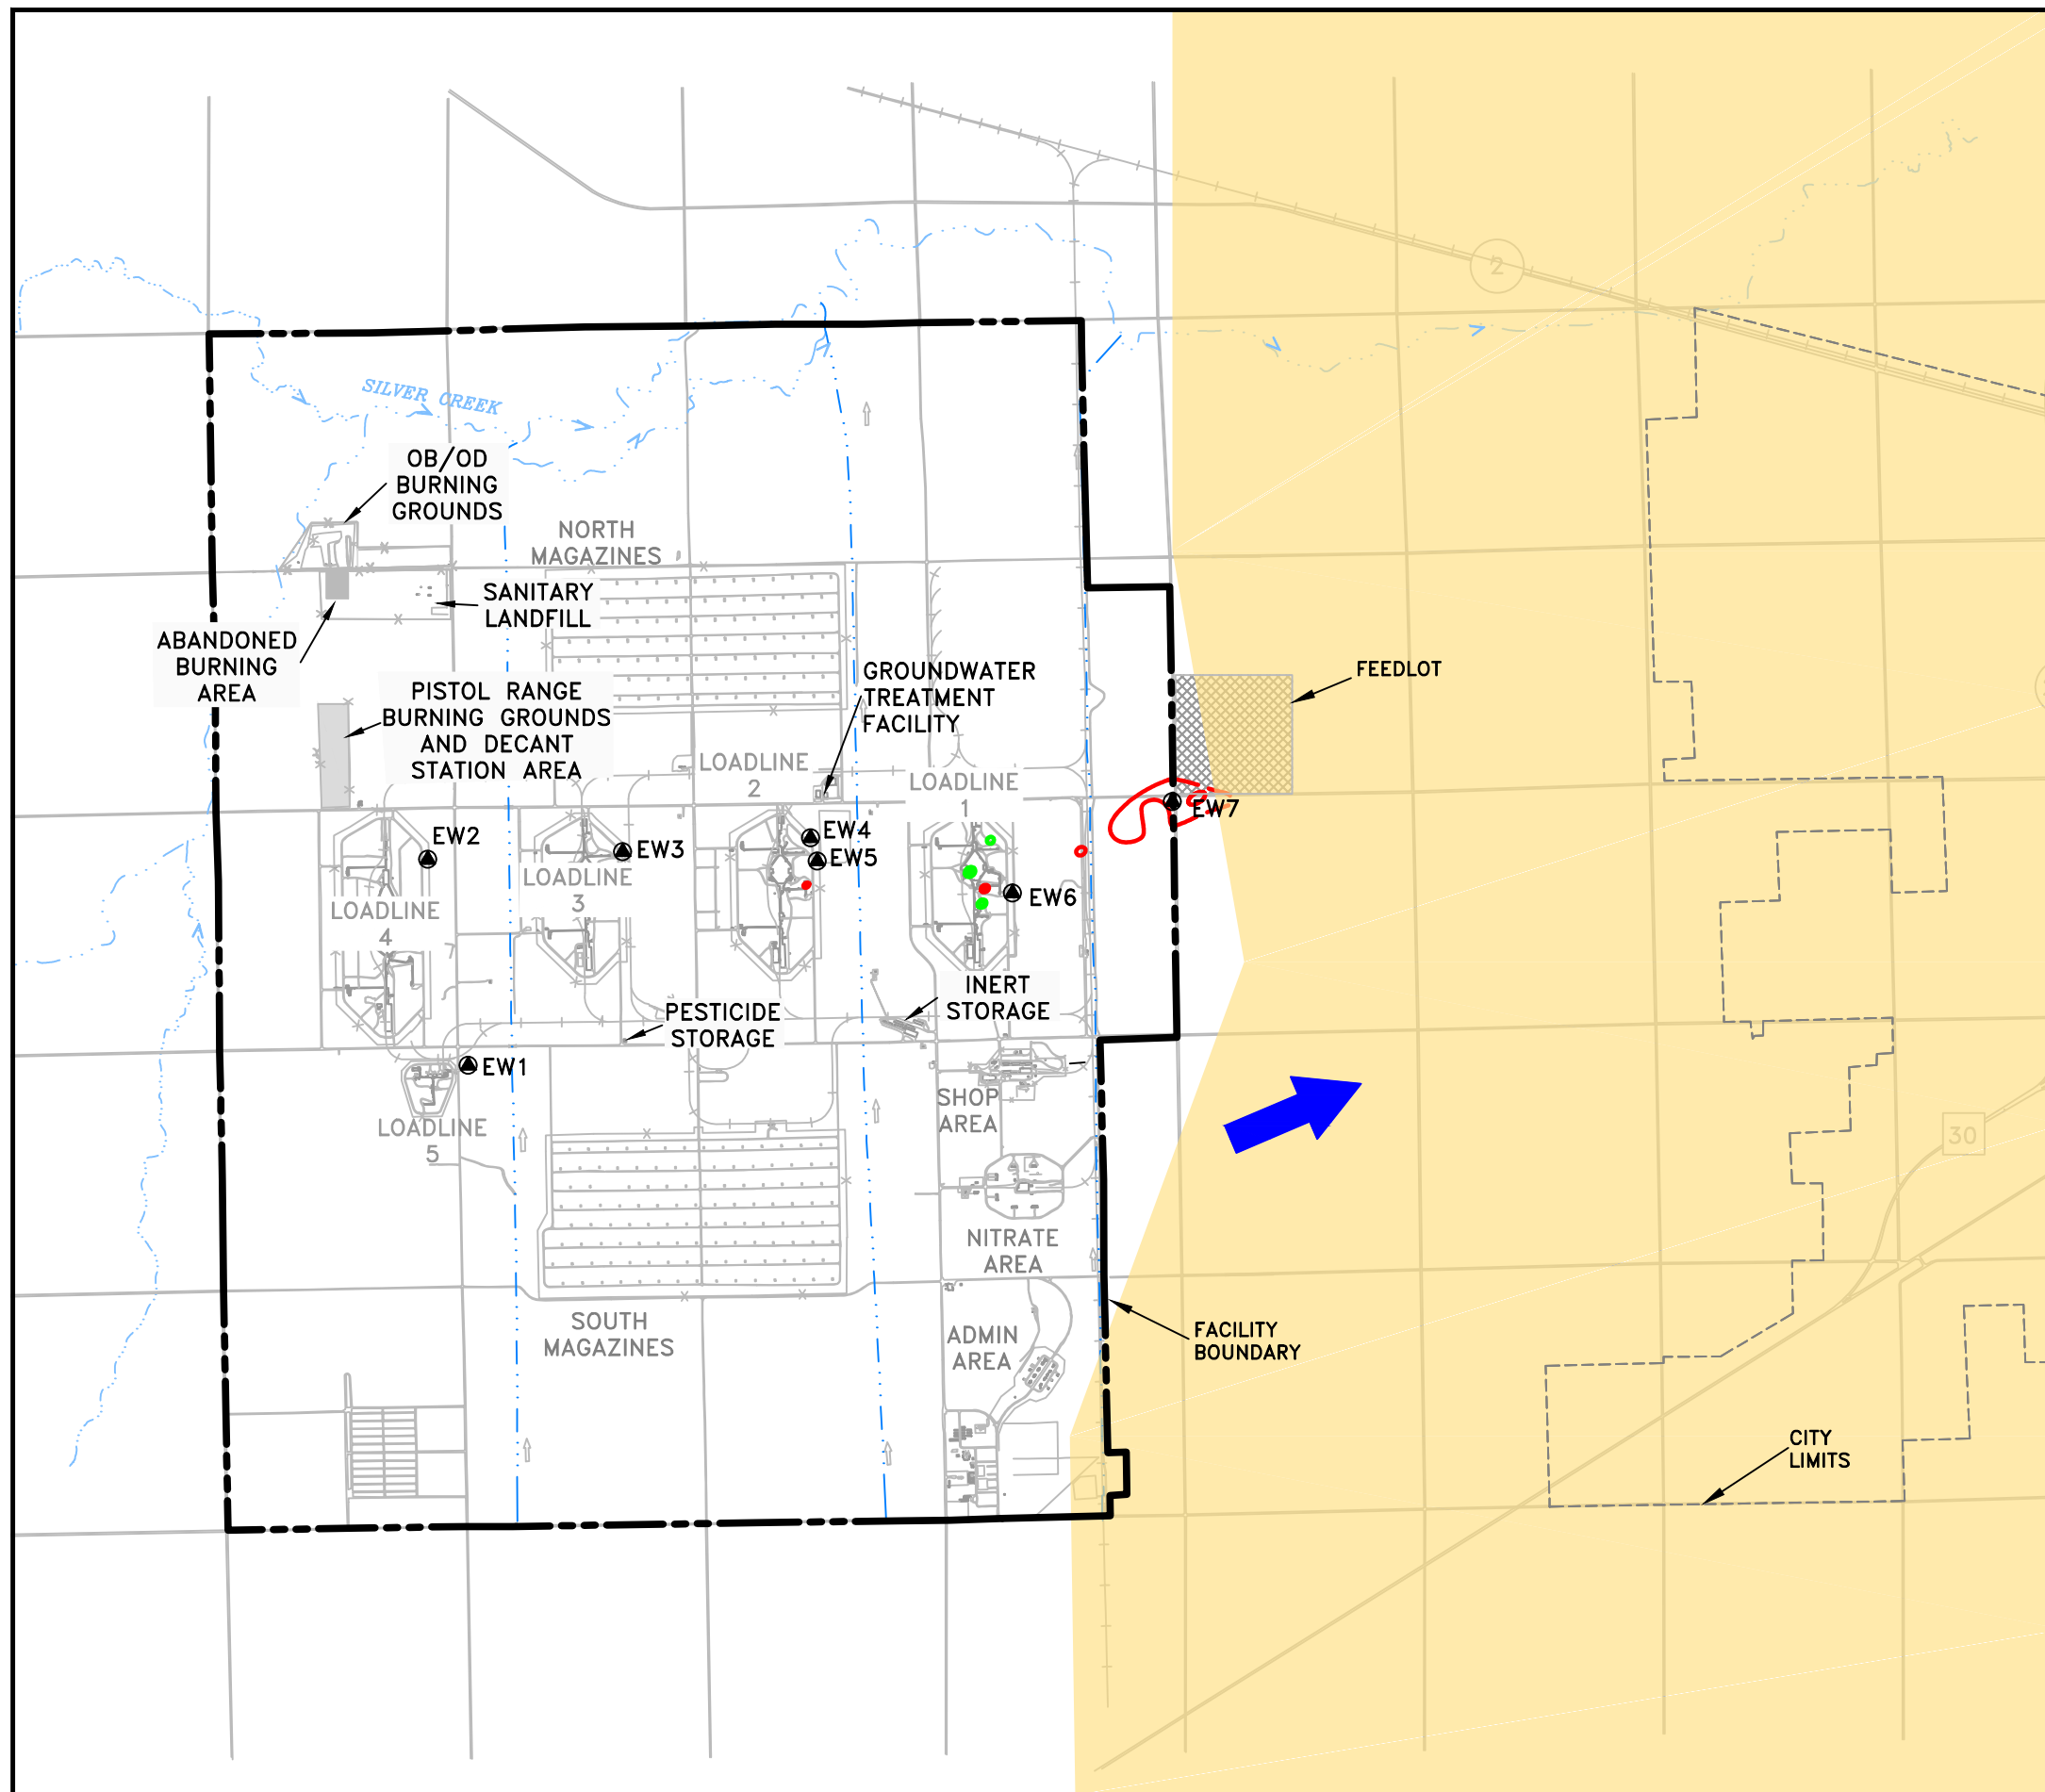 2
SILVER CREEK
OB/OD
BURNING
GROUNDS
NORTH
MAGAZINES
SANITARY
LANDFILL
ABANDONED
BURNING
AREA
PISTOL RANGE
BURNING GROUNDS
AND DECANT
STATION AREA
GROUNDWATER
TREATMENT
FACILITY
FEEDLOT
LOADLINE
2
LOADLINE
1
EW7
EW2
EW3
EW4
EW5
EW6
LOADLINE
3
LOADLINE
4
INERT
STORAGE
PESTICIDE
STORAGE
EW1
SHOP
AREA
LOADLINE
5
30
NITRATE
AREA
SOUTH
MAGAZINES
ADMIN
AREA
FACILITY
BOUNDARY
CITY
LIMITS